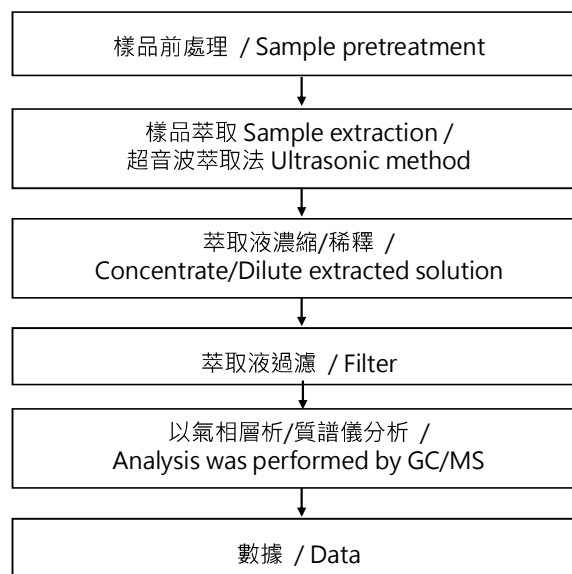 樣品前處理 / Sample pretreatment
樣品萃取 Sample extraction /
超音波萃取法 Ultrasonic method
萃取液濃縮/稀釋 /
Concentrate/Dilute extracted solution
萃取液過濾 / Filter
以氣相層析/質譜儀分析 /
Analysis was performed by GC/MS
數據 / Data